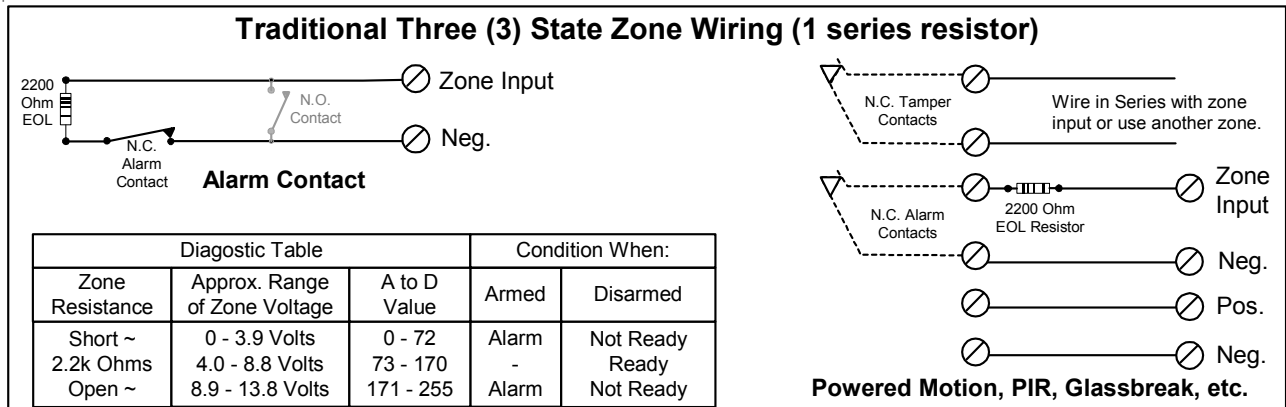 Traditional Three (3) State Zone Wiring (1 series resistor)
2200
Ohm
EOL
N.C.
Alarm
Contact
N.O.
Contact
Zone Input
Neg.
Alarm Contact
Diagostic Table
Condition When:
Zone
Resistance
Approx. Range
of Zone Voltage
A to D
Value
Armed
Disarmed
Short ~ 0 - 3.9 Volts 0 - 72 Alarm Not Ready
2.2k Ohms 4.0 - 8.8 Volts 73 - 170 - Ready
Open ~ 8.9 - 13.8 Volts 171 - 255 Alarm Not Ready
N.C. Tamper
Contacts
Wire in Series with zone
input or use another zone.
N.C. Alarm
Contacts
2200 Ohm
EOL Resistor
Zone
Input
Neg.
Pos.
Neg.
Powered Motion, PIR, Glassbreak, etc.